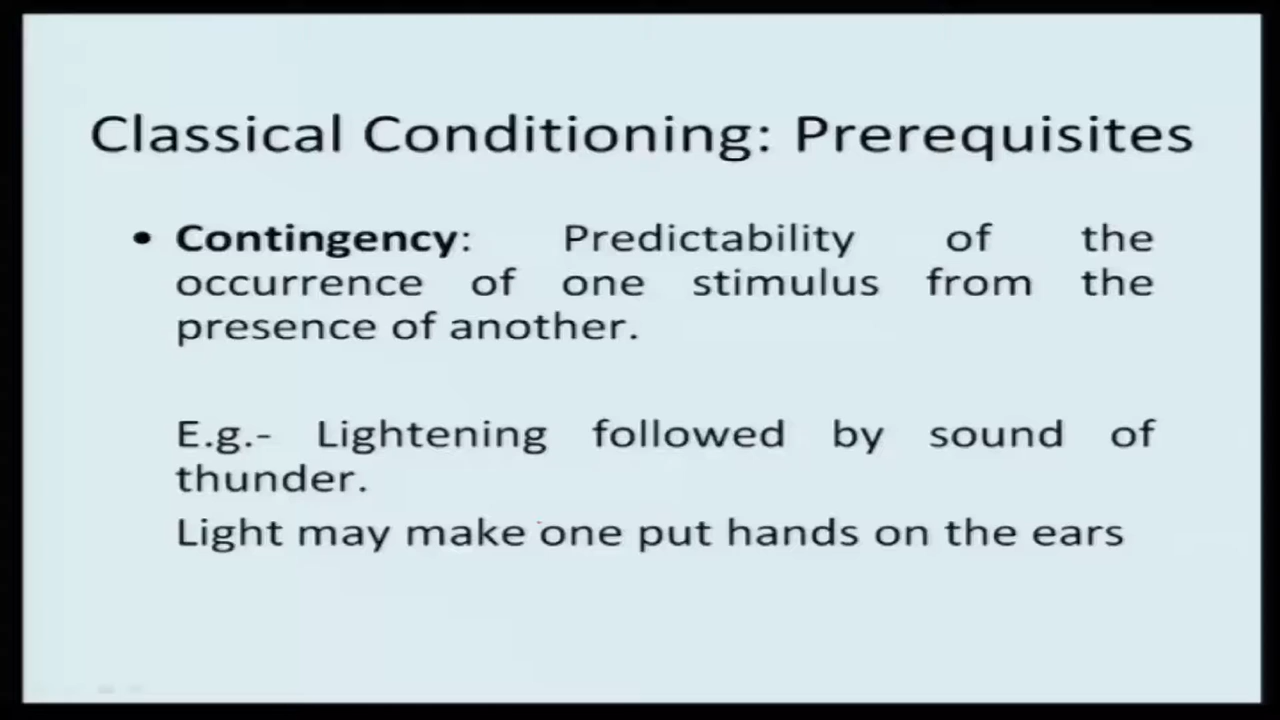 Classical Conditioning: Prerequisites
• Contingency: Predictability of the
occurrence of one stimulus from the
presence of another.
E.g.- Lightening followed by sound of
thunder.
Light may make one put hands on the ears